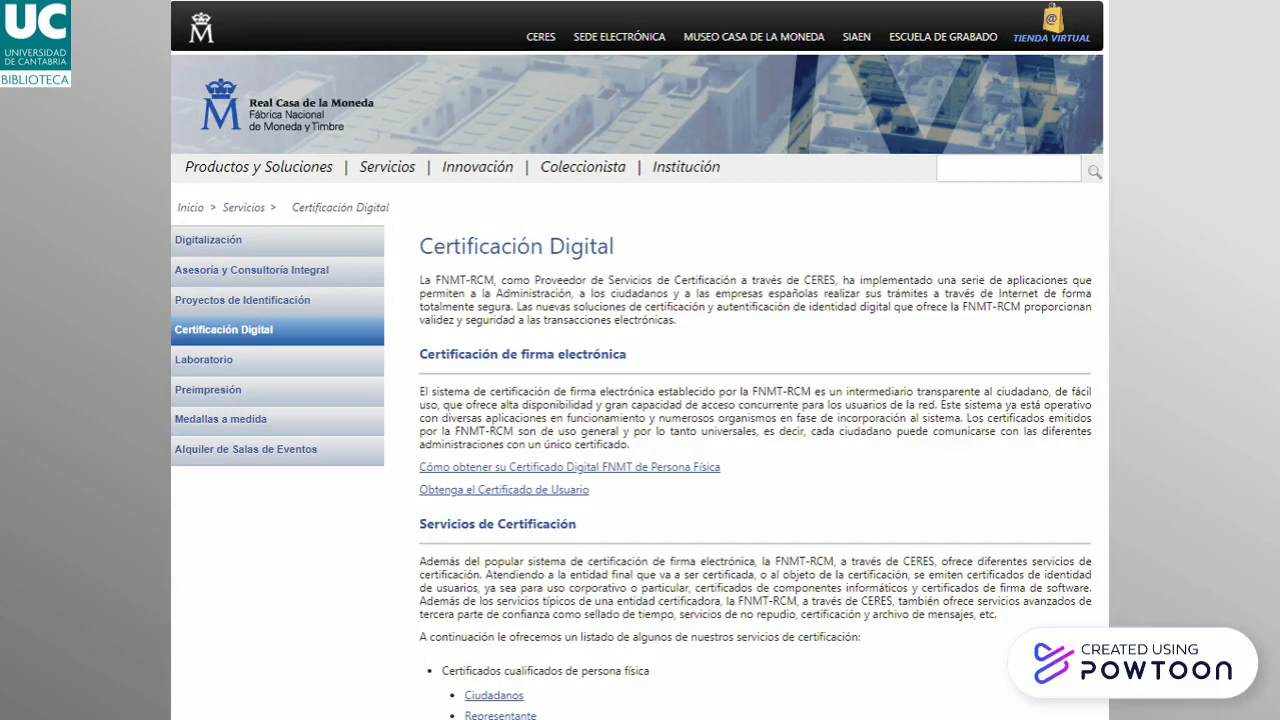 UC
UNIVERSIDAD
DE CANTABRIA
BIBLIOTECA
CERES SEDE ELECTRÓNICA MUSEO CASA DE LA MONEDA SIAEN ESCUELA DE GRABADO TIENDA VIRTUAL
Real Casa de la Moneda
Fábrica Nacional
de Moneda y Timbre
Productos y Soluciones | Servicios | Innovación | Coleccionista | Institución
Inicio > Servicios > Certificación Digital
Digitalización
Asesoría y Consultoría Integral
Proyectos de Identificación
Certificación Digital
Laboratorio
Preimpresión
Medallas a medida
Alquiler de Salas de Eventos
Certificación Digital
La FNMT-RCM, como Proveedor de Servicios de Certificación a través de CERES, ha implementado una serie de aplicaciones que
permiten a la Administración, a los ciudadanos y a las empresas españolas realizar sus trámites a través de Internet de forma
totalmente segura. Las nuevas soluciones de certificación y autentificación de identidad digital que ofrece la FNMT-RCM proporcionan
validez y seguridad a las transacciones electrónicas.
Certificación de firma electrónica
El sistema de certificación de firma electrónica establecido por la FNMT-RCM es un intermediario transparente al ciudadano, de fácil
uso, que ofrece alta disponibilidad y gran capacidad de acceso concurrente para los usuarios de la red. Este sistema ya está operativo
con diversas aplicaciones en funcionamiento y numerosos organismos en fase de incorporación al sistema. Los certificados emitidos
por la FNMT-RCM son de uso general y por lo tanto universales, es decir, cada ciudadano puede comunicarse con las diferentes
administraciones con un único certificado.
Cómo obtener su Certificado Digital FNMT de Persona Física
Obtenga el Certificado de Usuario
Servicios de Certificación
Además del popular sistema de certificación de firma electrónica, la FNMT-RCM, a través de CERES, ofrece diferentes servicios de
certificación. Atendiendo a la entidad final que va a ser certificada, o al objeto de la certificación, se emiten certificados de identidad
de usuarios, ya sea para uso corporativo o particular, certificados de componentes informáticos y certificados de firma de software.
Además de los servicios típicos de una entidad certificadora, la FNMT-RCM, a través de CERES, también ofrece servicios avanzados de
tercera parte de confianza como sellado de tiempo, servicios de no repudio, certificación y archivo de mensajes, etc.
A continuación le ofrecemos un listado de algunos de nuestros servicios de certificación:
• Certificados cualificados de persona física
• Ciudadanos
• Representante
CREATED USING
POWTOON